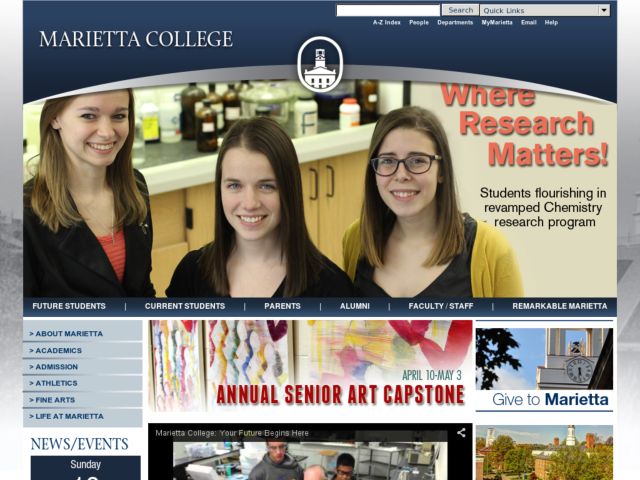 Search
Quick Links
A-Z Index People Departments MyMarietta Email Help
MARIETTA COLLEGE
Where
Research
Matters!
Students flourishing in
revamped Chemistry
research program
FUTURE STUDENTS | CURRENT STUDENTS | PARENTS | ALUMNI | FACULTY / STAFF | REMARKABLE MARIETTA
> ABOUT MARIETTA
> ACADEMICS
> ADMISSION
> ATHLETICS
> FINE ARTS
> LIFE AT MARIETTA
APRIL 10-MAY 3
ANNUAL SENIOR ART CAPSTONE
Give to Marietta
NEWS/EVENTS
Sunday
Marietta College: Your Future Begins Here